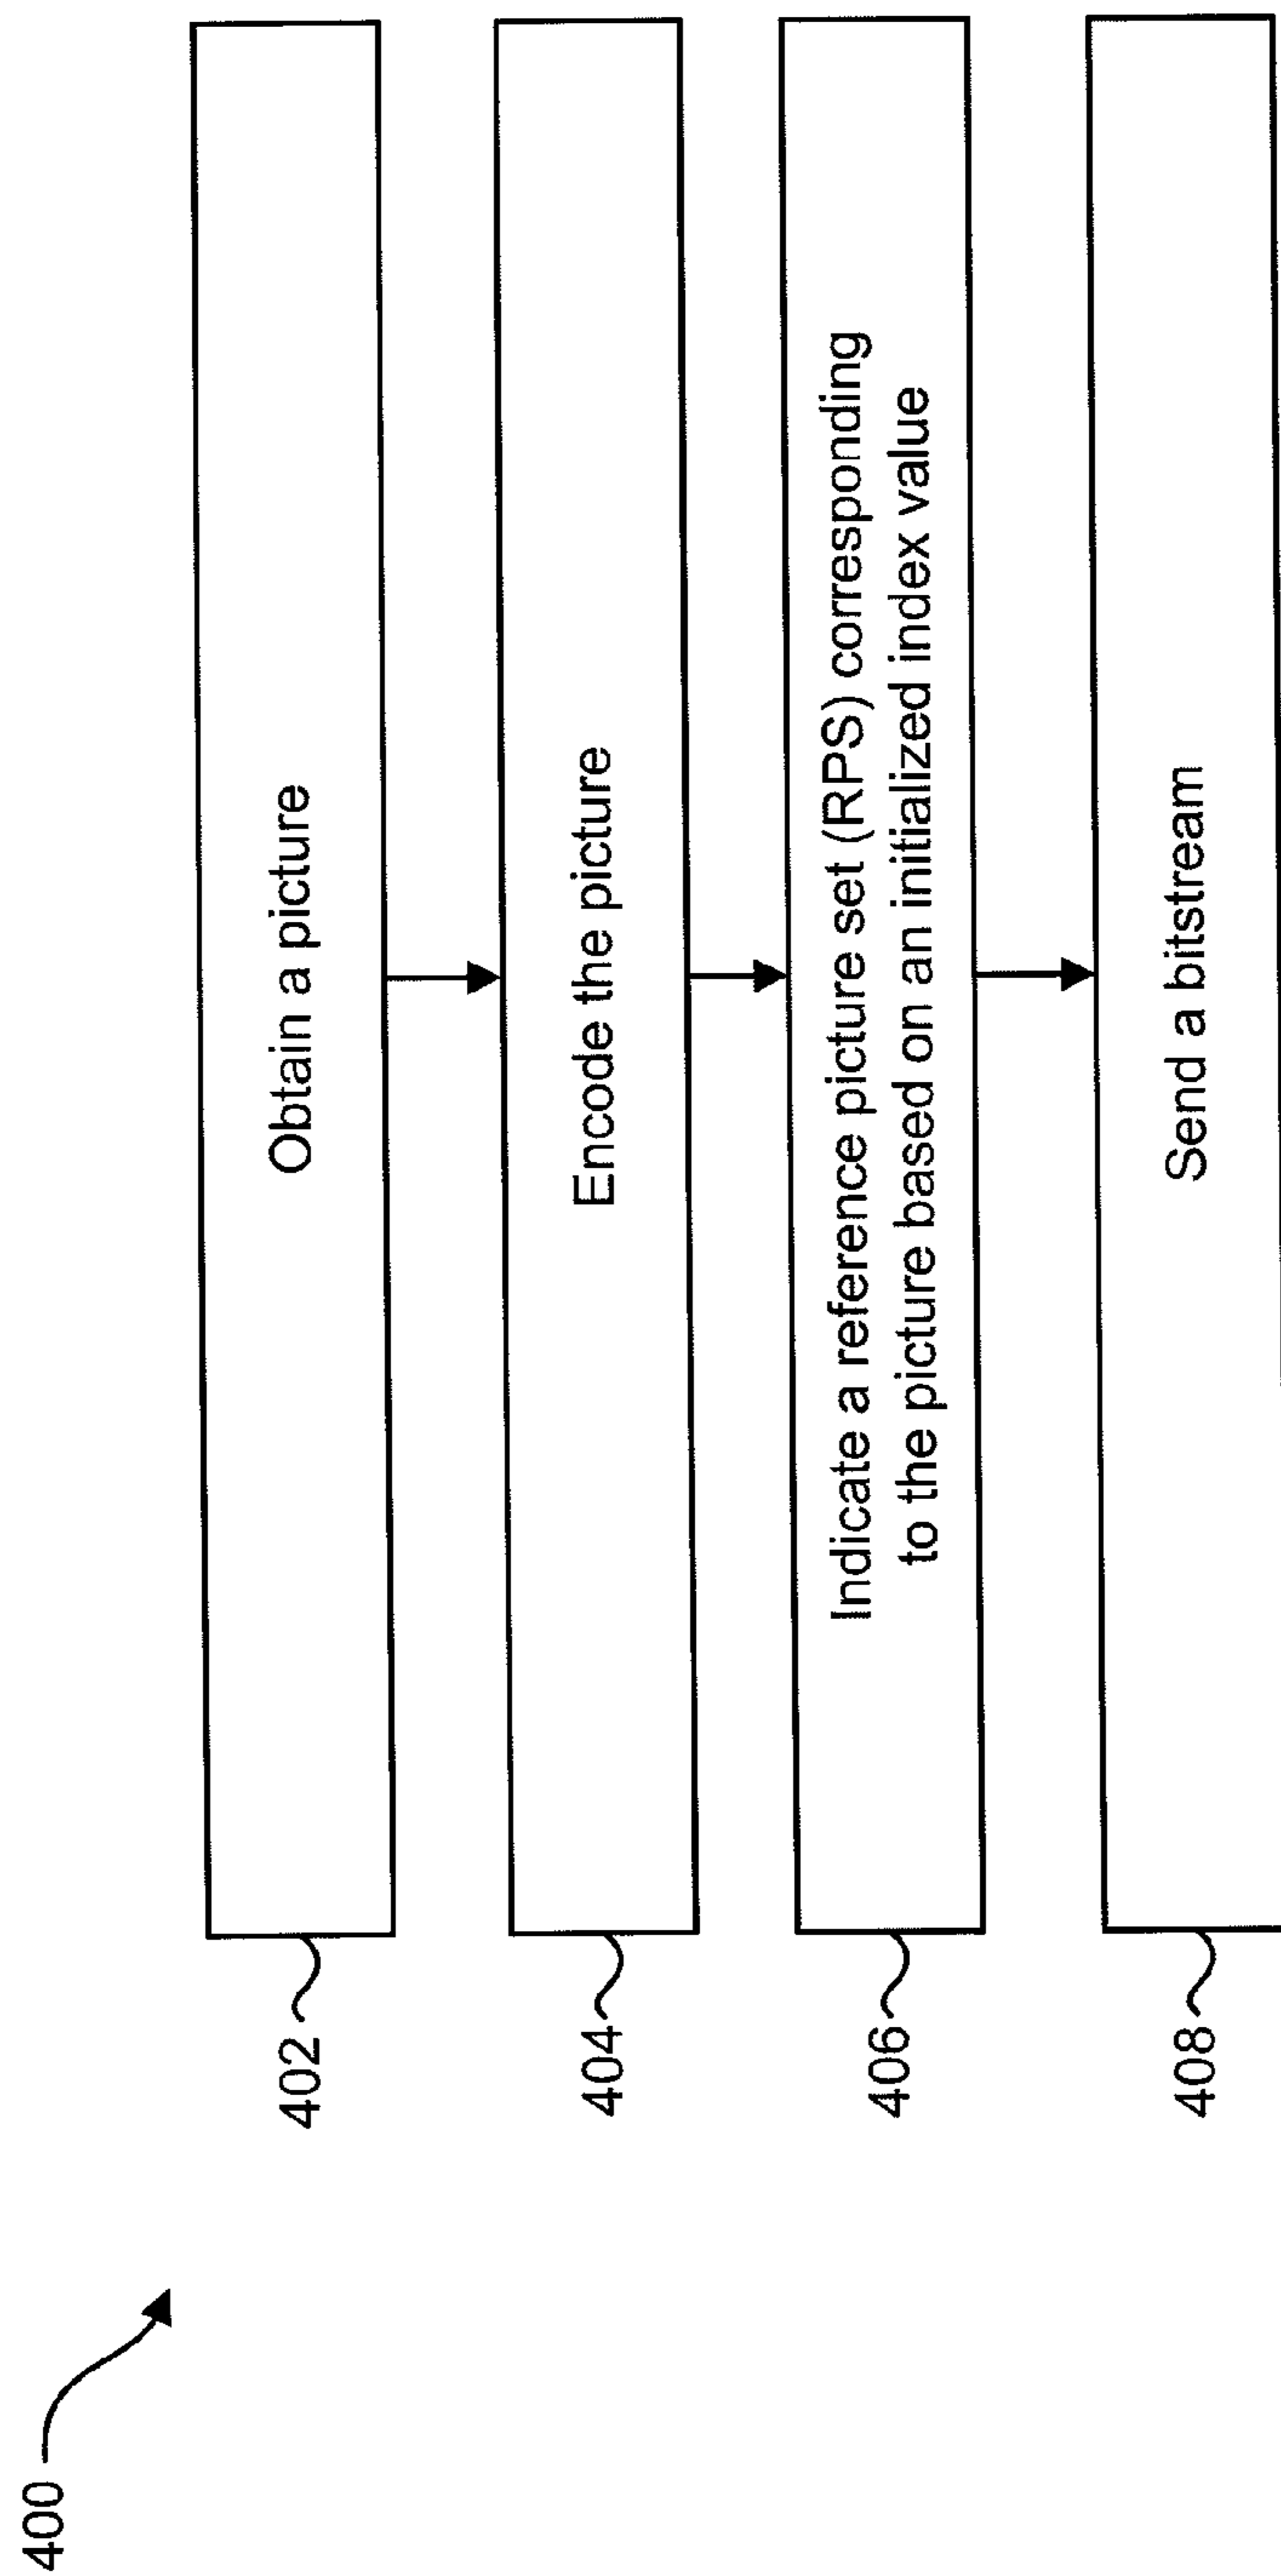 400
402
Obtain a picture
404
Encode the picture
406
Indicate a reference picture set (RPS) corresponding
to the picture based on an initialized index value
408
Send a bitstream